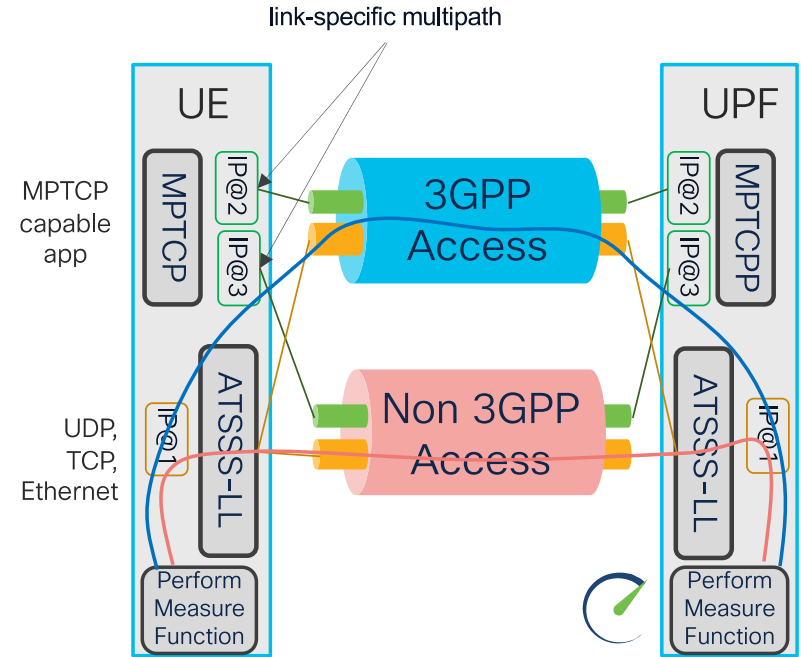 link-specific multipath
UE
UPF
MPTCP
capable
app
MPTCP
IP@2
IP@3
3GPP
Access
IP@2
IP@3
MPTCPP
UDP,
TCP,
Ethernet
IP@1
ATSSS-LL
Non 3GPP
Access
ATSSS-LL
IP@1
Perform
Measure
Function
Perform
Measure
Function